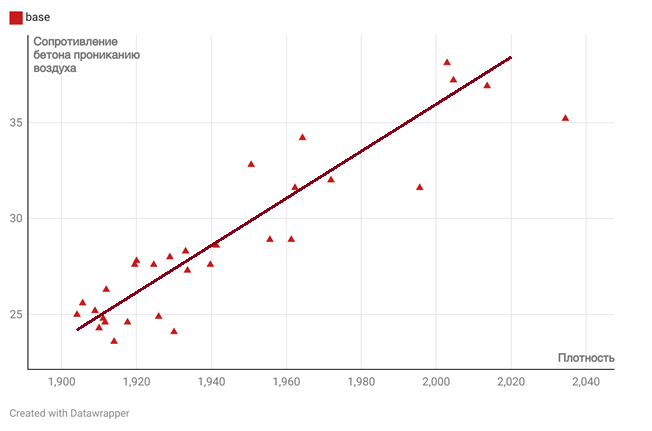 base
Сопротивление
бетона прониканию
воздуха
35
30
25
Плотность
1,900 1,920 1,940 1,960 1,980 2,000 2,020 2,040
Created with Datawrapper